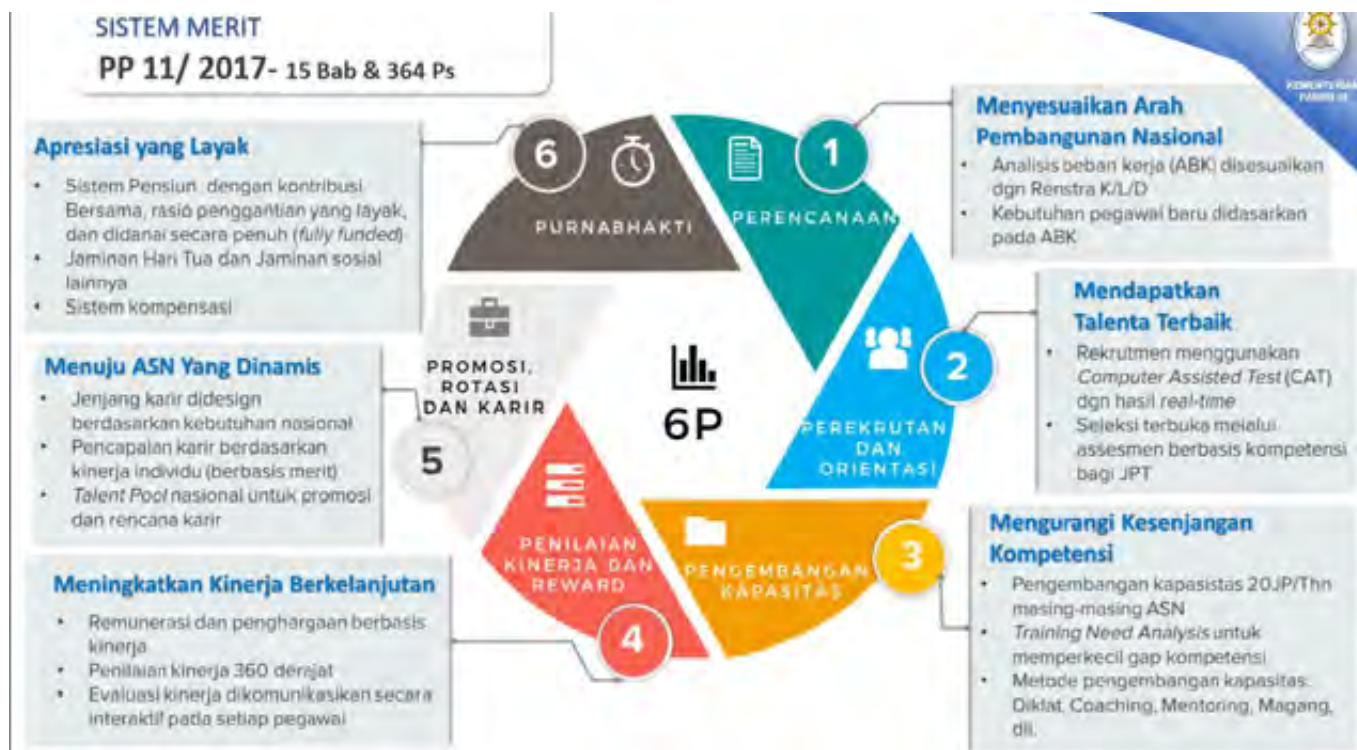 SISTEM MERIT
PP 11/ 2017- 15 Bab & 364 Ps
KEMENTERIAN
Apresiasi yang Layak
• Sistem Pensiun dengan kontribusi
Bersama, rasio penggantian yang layak,
dan didanai secara penuh (fully funded)
• Jaminan Hari Tua dan Jaminan sosial
lainnya
• Sistem kompensasi
Menuju ASN Yang Dinamis
• Jenjang karir didesign
berdasarkan kebutuhan nasional
• Pencapaian karir berdasarkan
kinerja individu (berbasis merit)
• Talent Pool nasional untuk promosi
dan rencana karir
Meningkatkan Kinerja Berkelanjutan
• Remunerasi dan penghargaan berbasis
kinerja
• Penilaian kinerja 360 derajat
• Evaluasi kinerja dikomunikasikan secara
interaktif pada setiap pegawai
6
PURNABHAKTI
1
PERENCANAAN
PROMOSI,
ROTASI
DAN KARIR
5
6P
2
PEREKRUTAN
DAN
ORIENTASI
PENILAIAN
KINERJA DAN
REWARD
4
PENGEMBANGAN
KAPASITAS
3
Menyesuaikan Arah
Pembangunan Nasional
• Analisis beban kerja (ABK) disesuaikan
dgn Renstra K/L/D
• Kebutuhan pegawai baru didasarkan
pada ABK
Mendapatkan
Talenta Terbaik
• Rekrutmen menggunakan
Computer Assisted Test (CAT)
dgn hasil real-time
• Seleksi terbuka melalui
assesmen berbasis kompetensi
bagi JPT
Mengurangi Kesenjangan
Kompetensi
• Pengembangan kapasistas 20JP/Thn
masing-masing ASN
• Training Need Analysis untuk
memperkecil gap kompetensi
• Metode pengembangan kapasitas:
Diklat, Coaching, Mentoring, Magang,
dll.